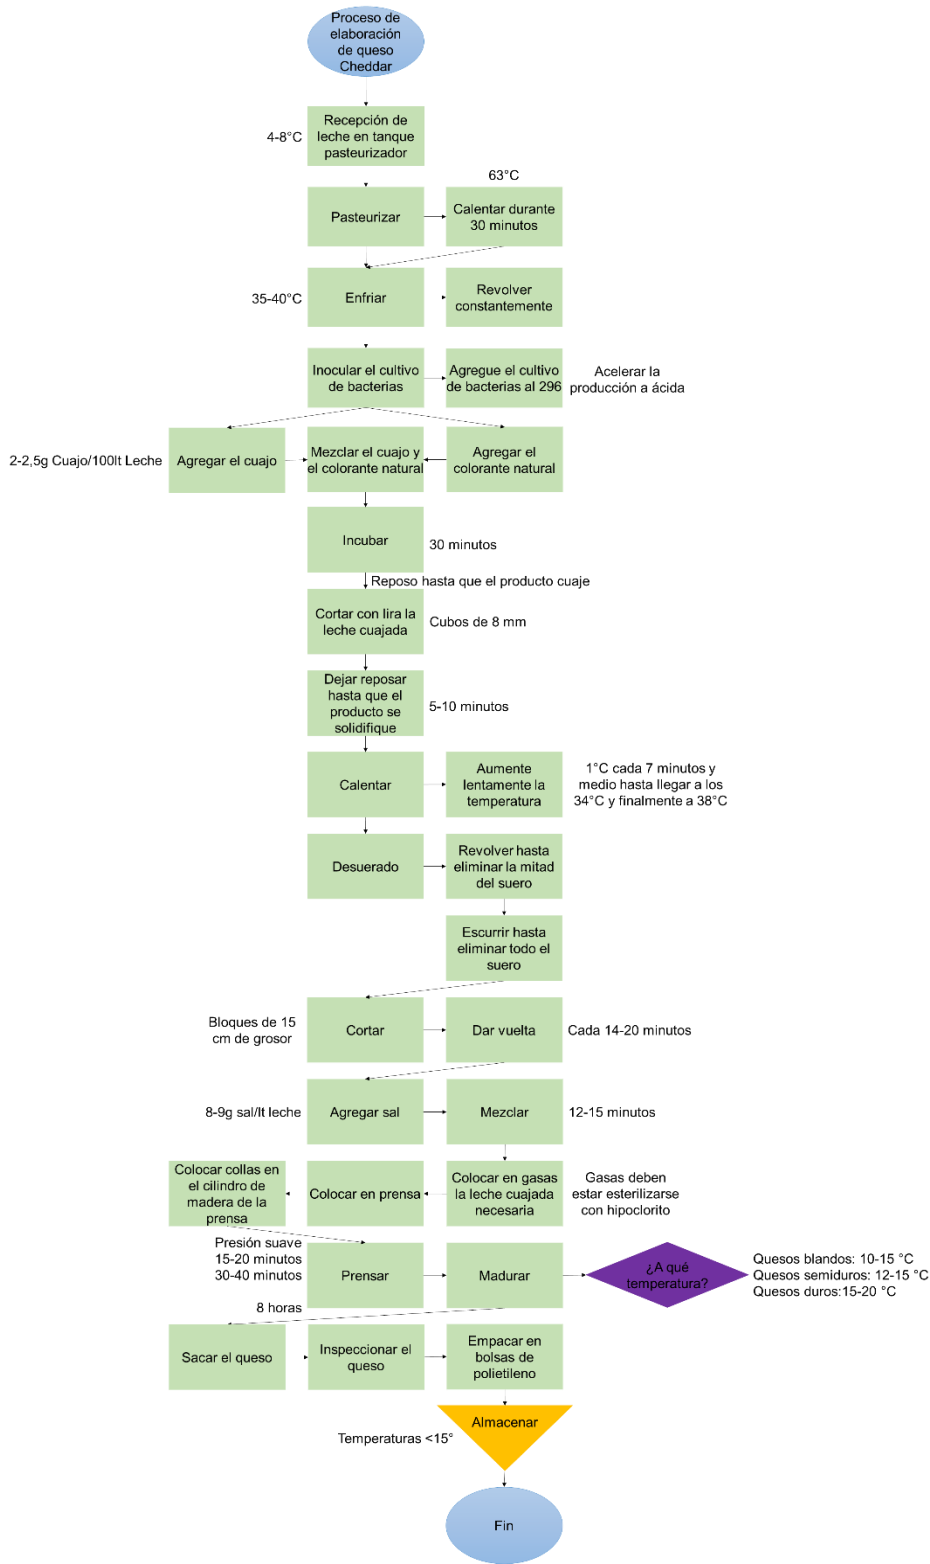 Proceso de
elaboración
de queso
Cheddar
4-8°C
Recepción de
leche en tanque
pasteurizador
63°C
Pasteurizar
Calentar durante
30 minutos
35-40°C
Enfriar
Revolver
constantemente
Inocular el cultivo
de bacterias
Agregue el cultivo
de bacterias al 296
Acelerar la
producción a ácida
2-2,5g Cuajo/100lt Leche
Agregar el cuajo
Mezclar el cuajo y
el colorante natural
Agregar el
colorante natural
Incubar
30 minutos
Reposo hasta que el producto cuaje
Cortar con lira la
leche cuajada
Cubos de 8 mm
Dejar reposar
hasta que el
producto se
solidifique
5-10 minutos
Calentar
Aumente
lentamente la
temperatura
1°C cada 7 minutos y
medio hasta llegar a los
34°C y finalmente a 38°C
Desuerado
Revolver hasta
eliminar la mitad
del suero
Escurrir hasta
eliminar todo el
suero
Bloques de 15
cm de grosor
Cortar
Dar vuelta
Cada 14-20 minutos
8-9g sal/lt leche
Agregar sal
Mezclar
12-15 minutos
Colocar collas en
el cilindro de
madera de la
prensa
Colocar en prensa
Colocar en gasas
la leche cuajada
necesaria
Gasas deben
estar esterilizarse
con hipoclorito
Presión suave
15-20 minutos
30-40 minutos
Prensar
Madurar
¿A qué
temperatura?
Quesos blandos: 10-15 °C
Quesos semiduros: 12-15 °C
Quesos duros:15-20 °C
8 horas
Sacar el queso
Inspeccionar el
queso
Empacar en
bolsas de
polietileno
Almacenar
Temperaturas <15°
Fin